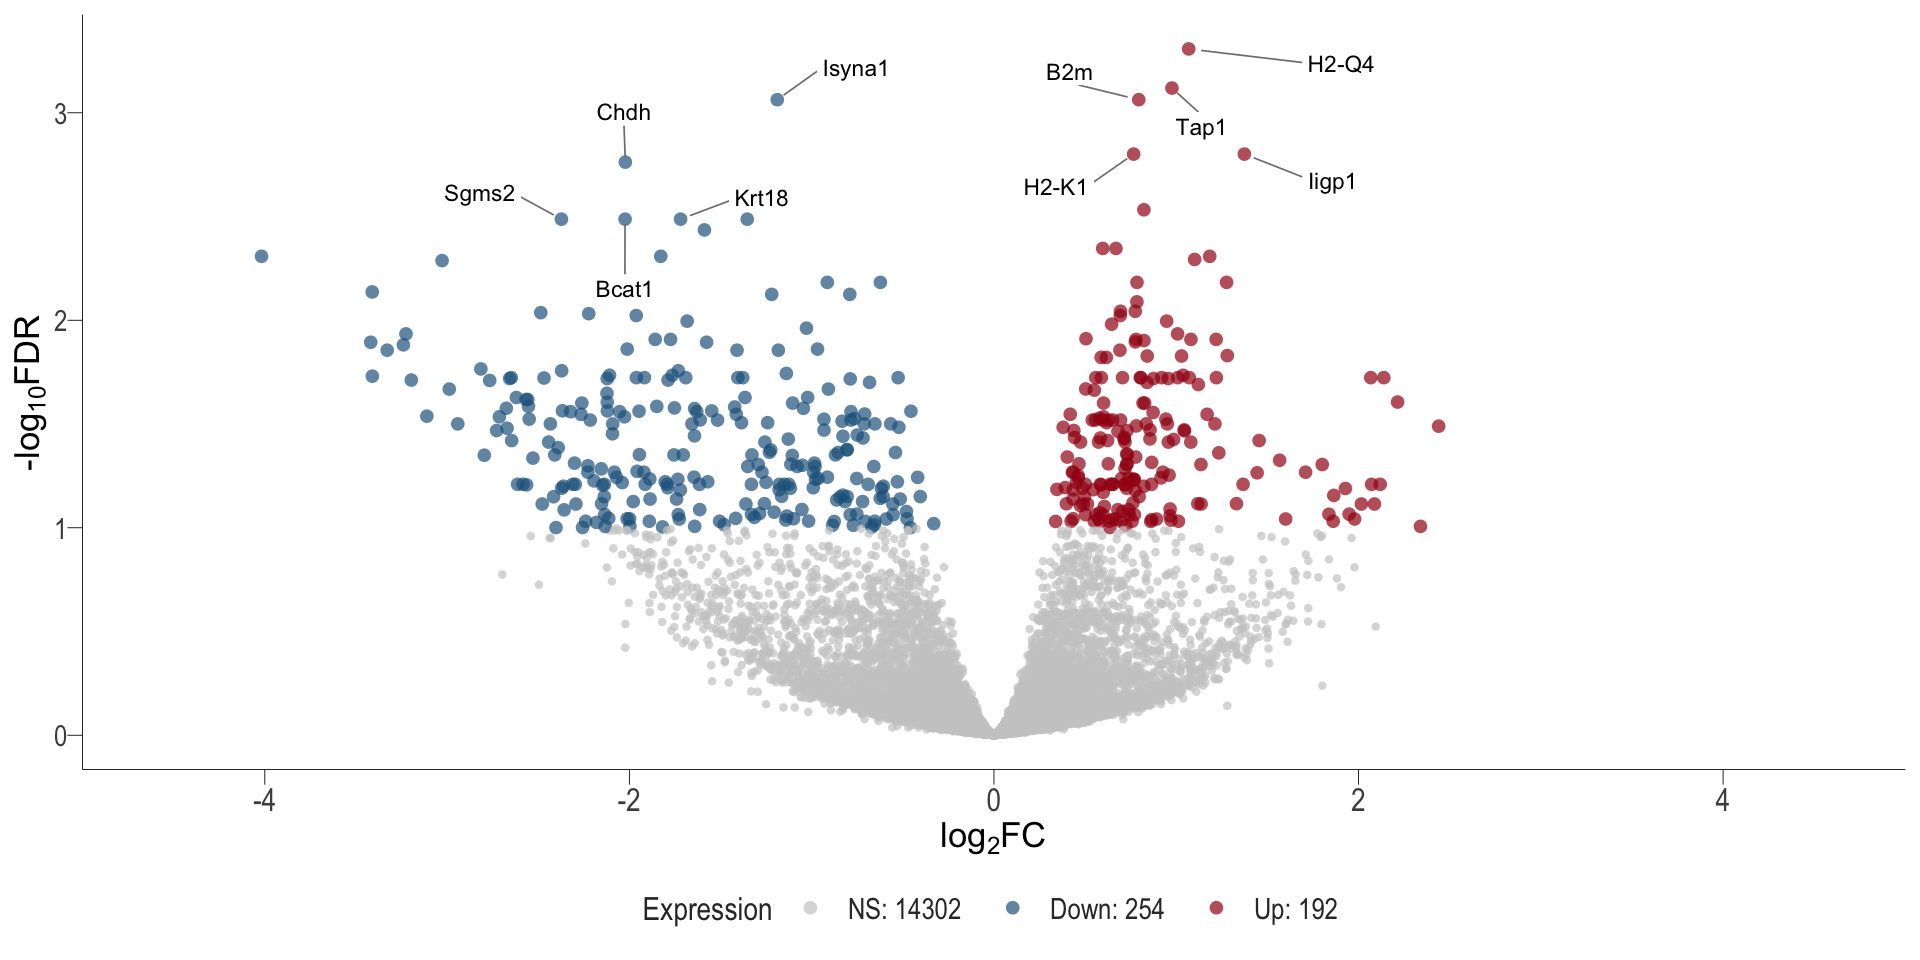 Isyna1
H2-Q4
B2m
Chdh
Tap1
Sgms2
Krt18
H2-K1
Iigp1
Bcat1
3
2
1
0
-log10FDR
-4
-2
0
2
4
log2FC
Expression NS: 14302 Down: 254 Up: 192